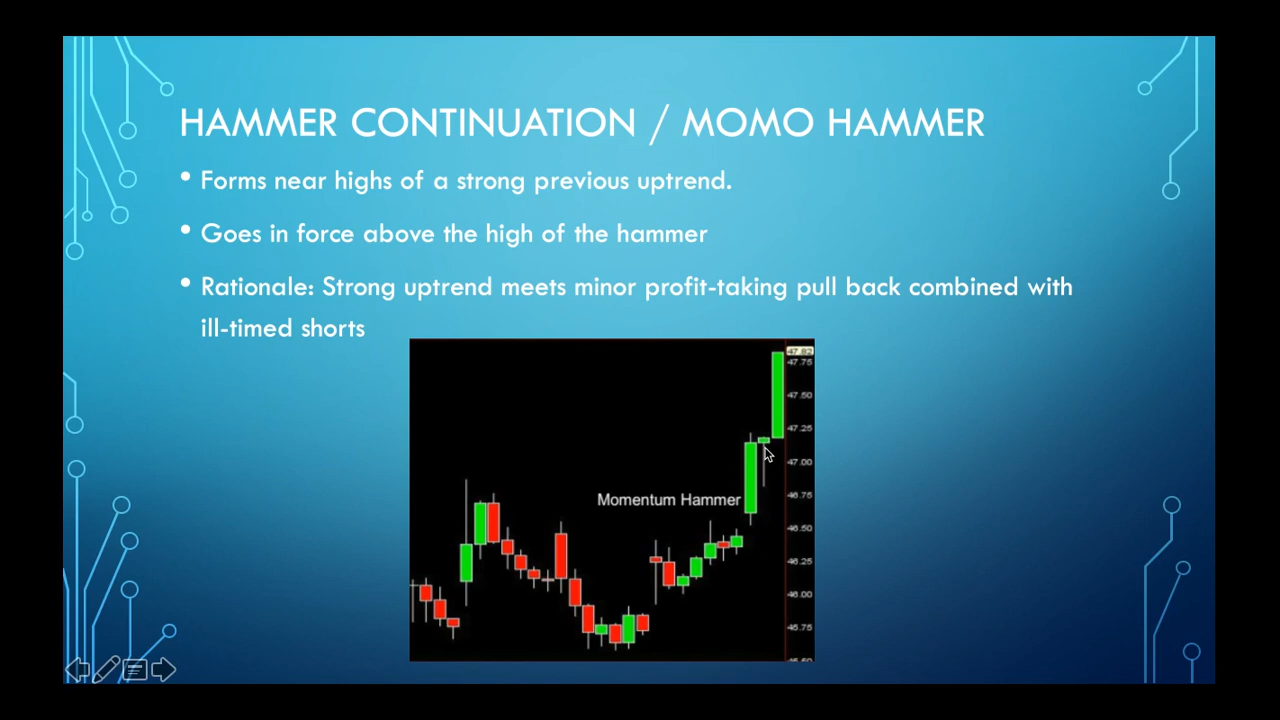 HAMMER CONTINUATION / MOMO HAMMER
• Forms near highs of a strong previous uptrend.
• Goes in force above the high of the hammer
• Rationale: Strong uptrend meets minor profit-taking pull back combined with
ill-timed shorts
47.82
47.75
47.50
47.25
47.00
Momentum Hammer
46.75
46.50
46.25
46.00
45.75